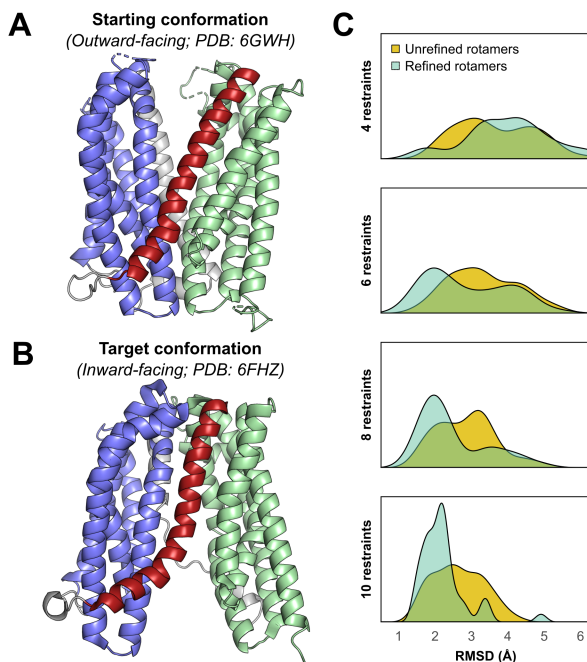 A
Starting conformation
(Outward-facing; PDB: 6GWH)
B
Target conformation
(Inward-facing; PDB: 6FHZ)
C
Unrefined rotamers
Refined rotamers
4 restraints
6 restraints
8 restraints
10 restraints
1 2 3 4 5 6
RMSD (Å)